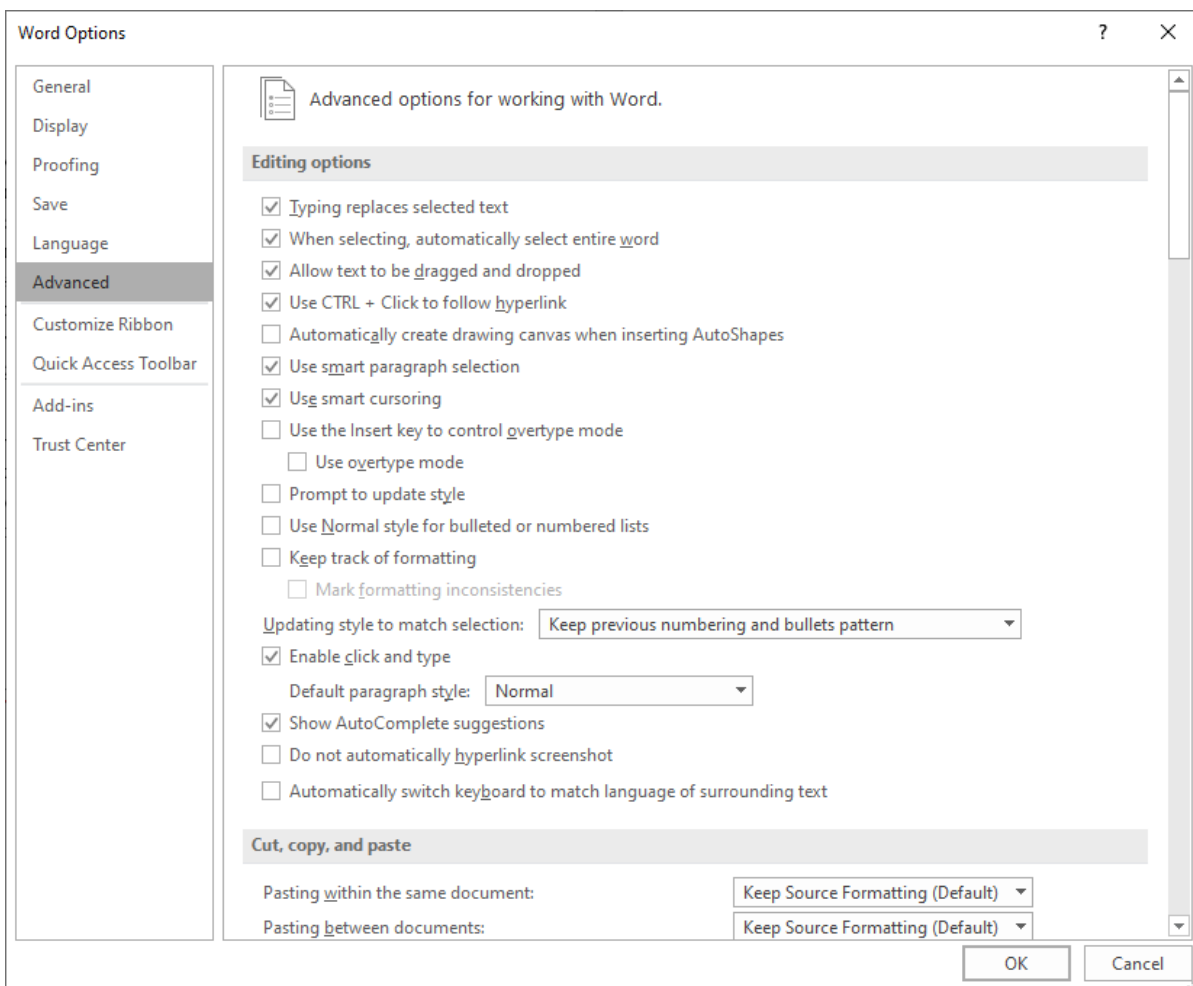 Word Options
?
General
Display
Proofing
Save
Language
Advanced
Customize Ribbon
Quick Access Toolbar
Add-ins
Trust Center
Advanced options for working with Word.
Editing options
Typing replaces selected text
When selecting, automatically select entire word
Allow text to be dragged and dropped
Use CTRL + Click to follow hyperlink
Automatically create drawing canvas when inserting AutoShapes
Use smart paragraph selection
Use smart cursoring
Use the Insert key to control overtype mode
Use overtype mode
Prompt to update style
Use Normal style for bulleted or numbered lists
Keep track of formatting
Mark formatting inconsistencies
Updating style to match selection: Keep previous numbering and bullets pattern
Enable click and type
Default paragraph style: Normal
Show AutoComplete suggestions
Do not automatically hyperlink screenshot
Automatically switch keyboard to match language of surrounding text
Cut, copy, and paste
Pasting within the same document: Keep Source Formatting (Default)
Pasting between documents: Keep Source Formatting (Default)
OK Cancel